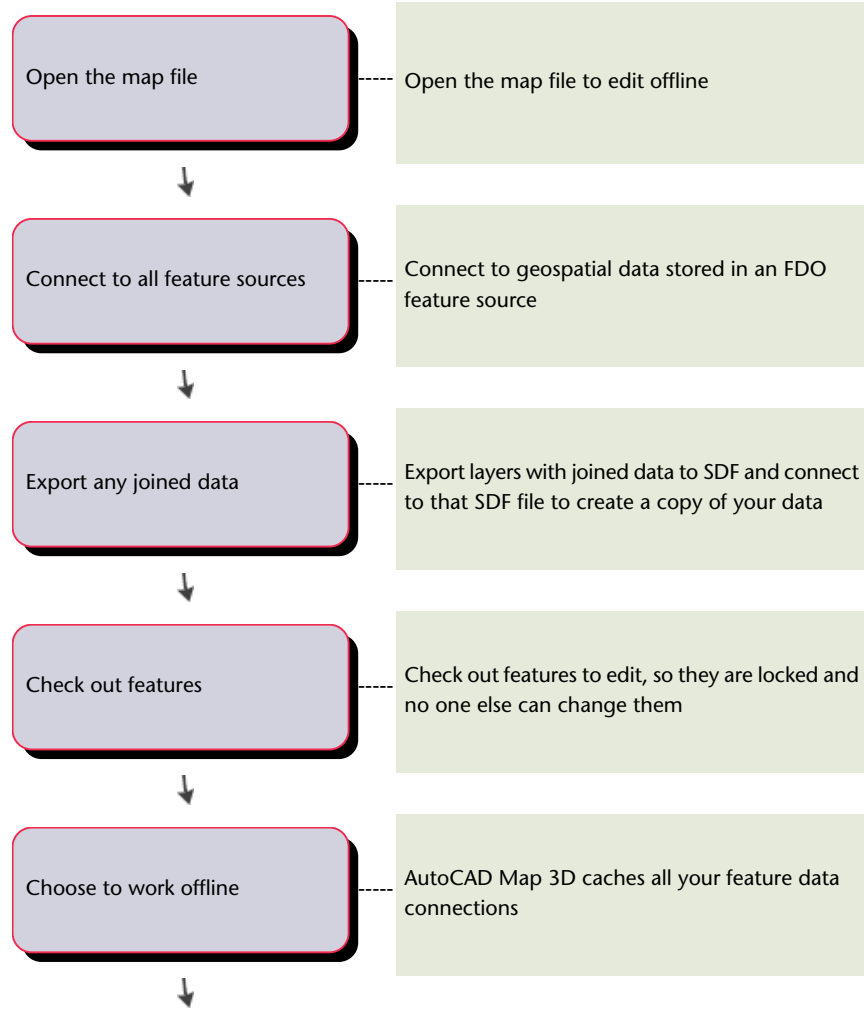 Open the map file
Open the map file to edit offline
Connect to all feature sources
Connect to geospatial data stored in an FDO
feature source
Export any joined data
Export layers with joined data to SDF and connect
to that SDF file to create a copy of your data
Check out features
Check out features to edit, so they are locked and
no one else can change them
Choose to work offline
AutoCAD Map 3D caches all your feature data
connections